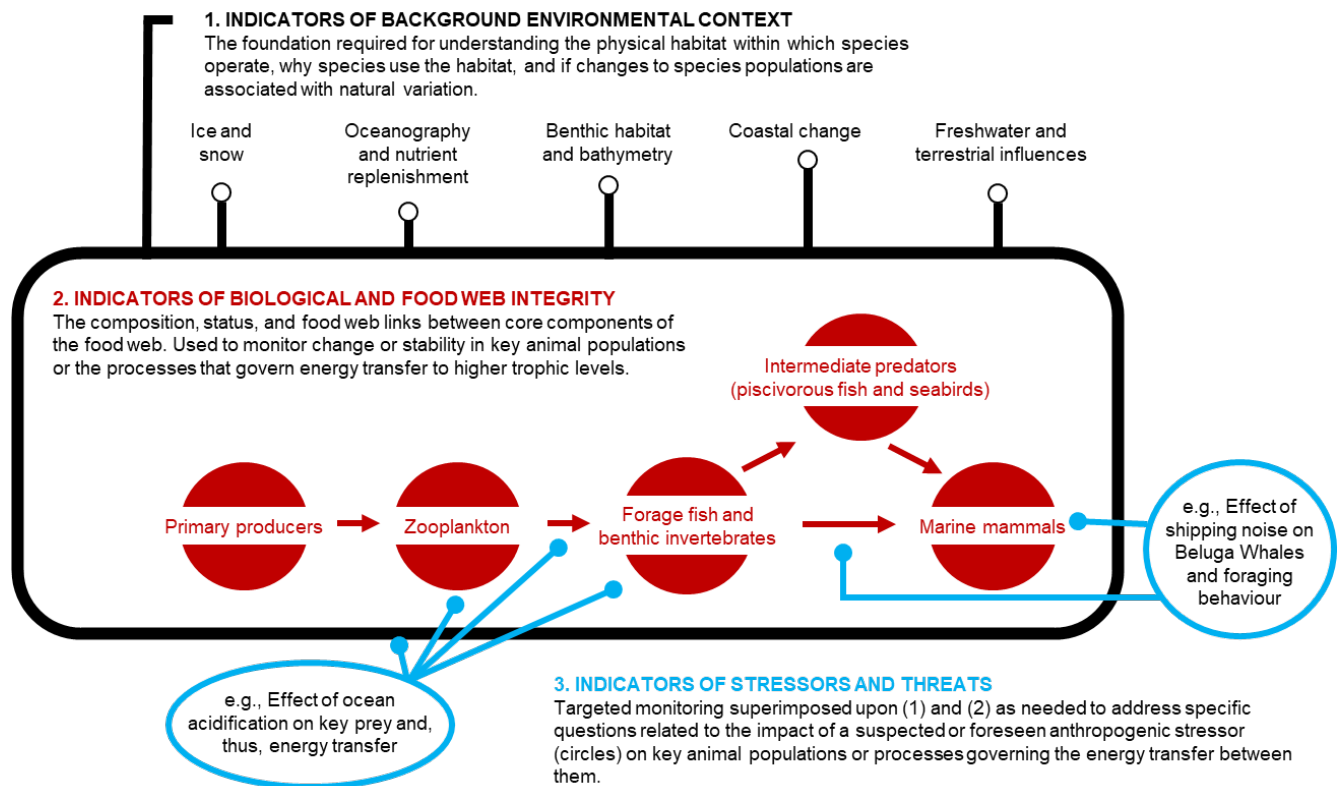 1. INDICATORS OF BACKGROUND ENVIRONMENTAL CONTEXT
The foundation required for understanding the physical habitat within which species
operate, why species use the habitat, and if changes to species populations are
associated with natural variation.
Ice and
snow
Oceanography
and nutrient
replenishment
Benthic habitat
and bathymetry
Coastal change
Freshwater and
terrestrial influences
2. INDICATORS OF BIOLOGICAL AND FOOD WEB INTEGRITY
The composition, status, and food web links between core components of
the food web. Used to monitor change or stability in key animal populations
or the processes that govern energy transfer to higher trophic levels.
Intermediate predators
(piscivorous fish and seabirds)
Primary producers
Zooplankton
Forage fish and
benthic invertebrates
Marine mammals
e.g., Effect of
shipping noise on
Beluga Whales
and foraging
behaviour
e.g., Effect of ocean
acidification on key prey and,
thus, energy transfer
3. INDICATORS OF STRESSORS AND THREATS
Targeted monitoring superimposed upon (1) and (2) as needed to address specific
questions related to the impact of a suspected or foreseen anthropogenic stressor
(circles) on key animal populations or processes governing the energy transfer between
them.